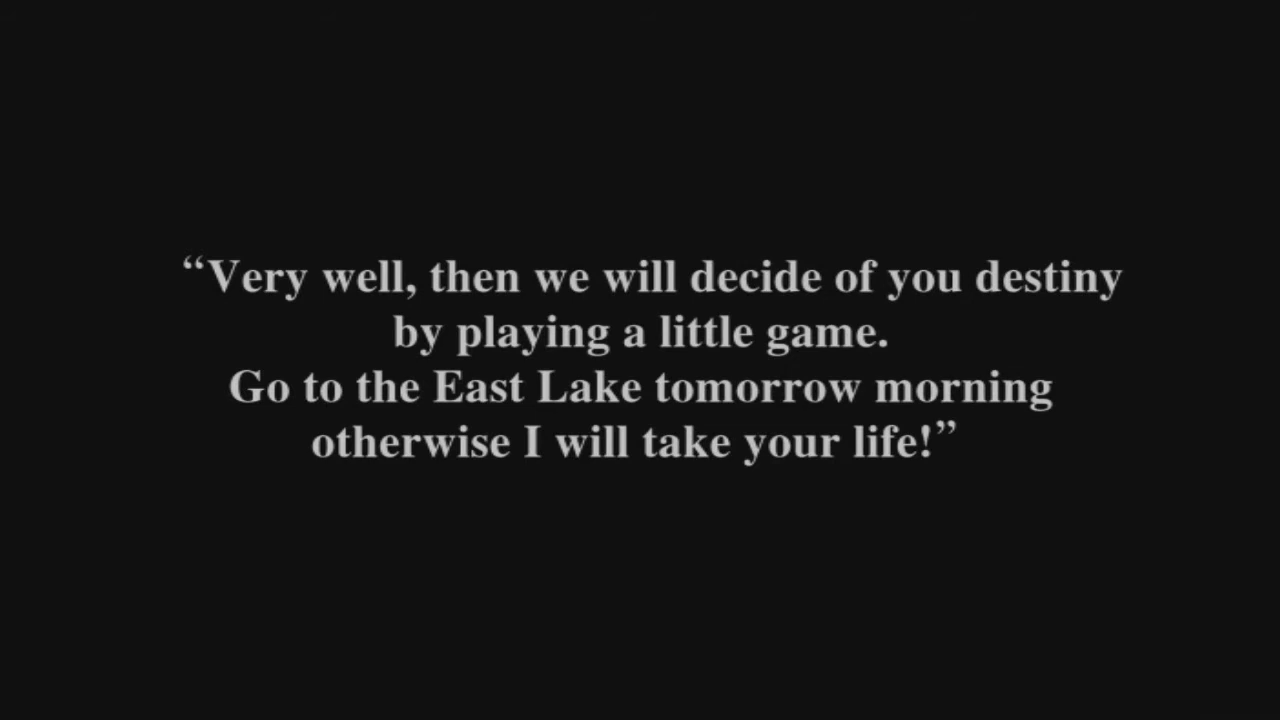 “Very well, then we will decide of you destiny
by playing a little game.
Go to the East Lake tomorrow morning
otherwise I will take your life!”